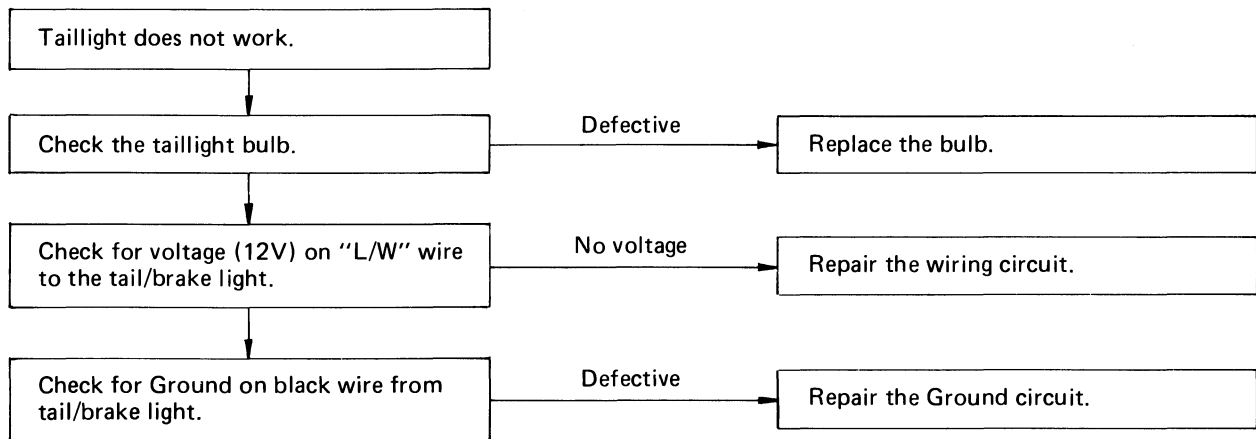 Taillight does not work.
Check the taillight bulb.
Defective
Replace the bulb.
Check for voltage (12V) on “L/W” wire
to the tail/brake light.
No voltage
Repair the wiring circuit.
Check for Ground on black wire from
tail/brake light.
Defective
Repair the Ground circuit.